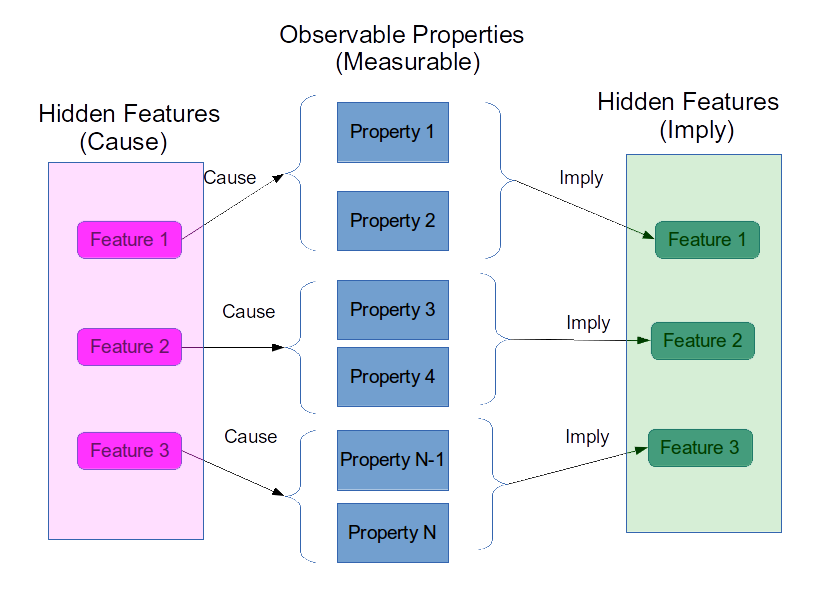 Observable Properties
(Measurable)
Hidden Features
(Cause)
Hidden Features
(Imply)
Cause
Property 1
Imply
Property 2
Feature 1
Feature 1
Cause
Property 3
Imply
Feature 2
Feature 2
Property 4
Cause
Imply
Feature 3
Property N-1
Feature 3
Property N